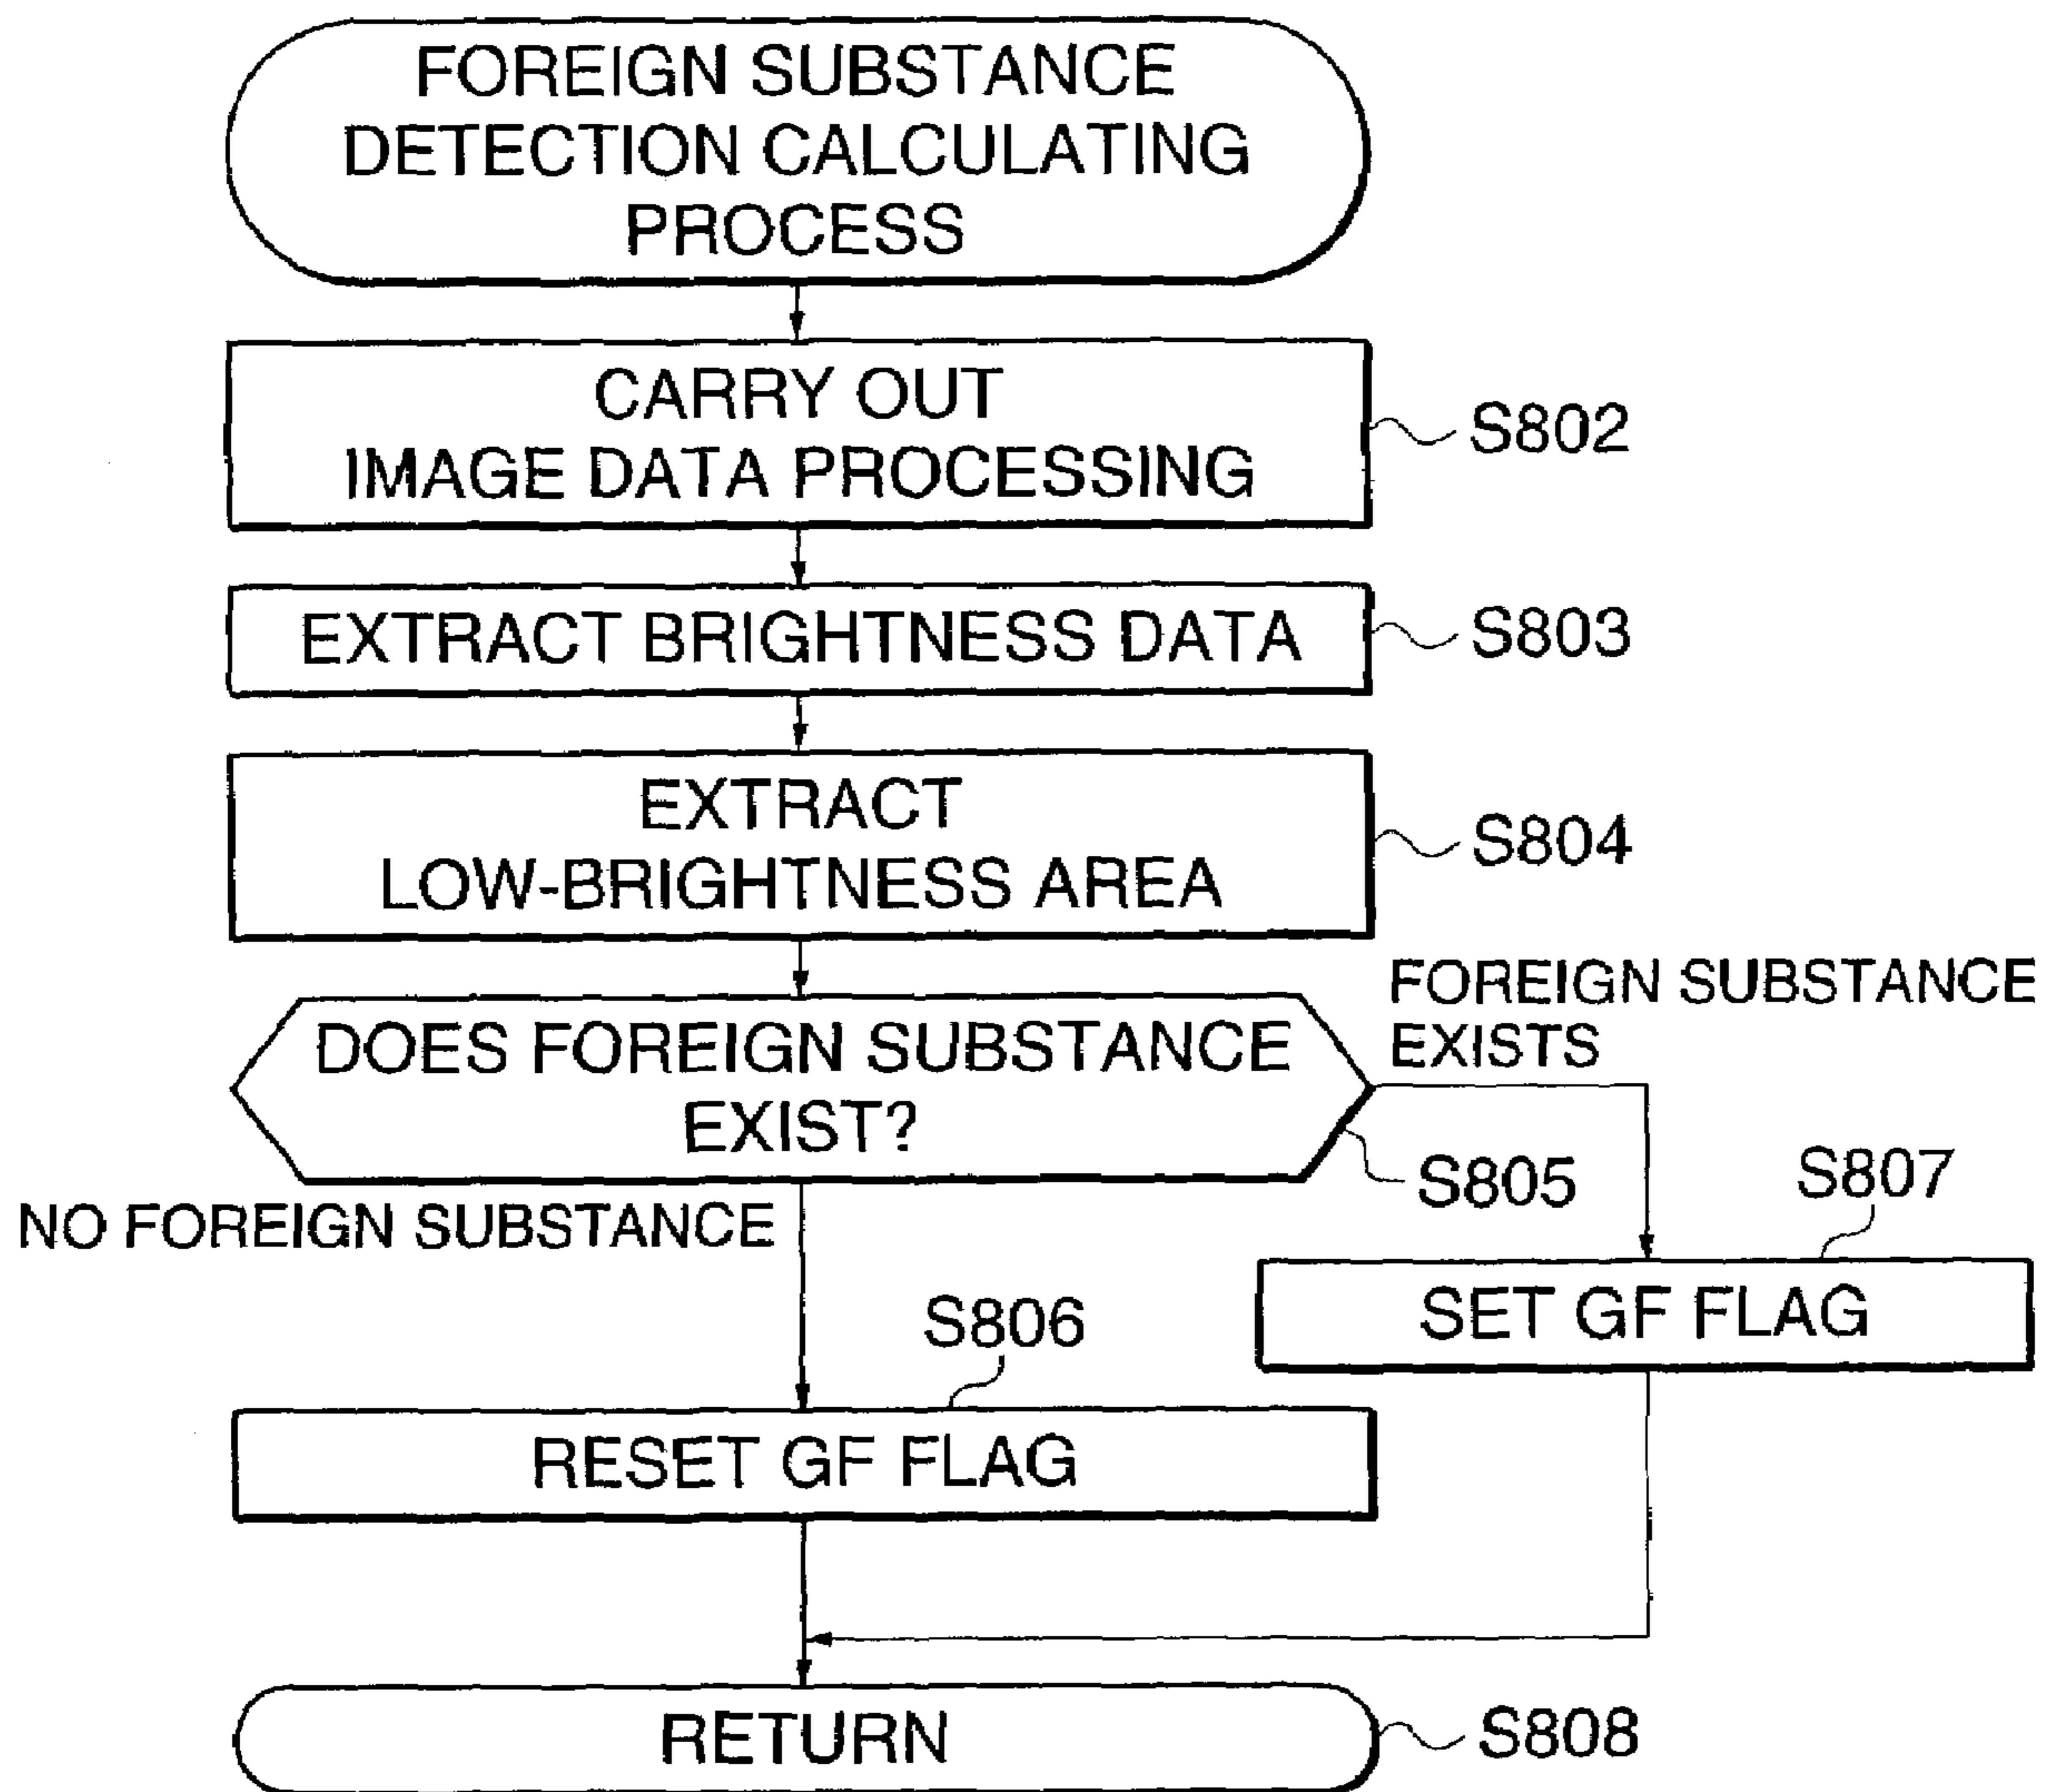 FOREIGN SUBSTANCE
DETECTION CALCULATING
PROCESS
CARRY OUT
IMAGE DATA PROCESSING
S802
EXTRACT BRIGHTNESS DATA
S803
EXTRACT
LOW-BRIGHTNESS AREA
S804
DOES FOREIGN SUBSTANCE
EXIST?
S805
FOREIGN SUBSTANCE
EXISTS
NO FOREIGN SUBSTANCE
S807
SET GF FLAG
S806
RESET GF FLAG
RETURN
S808